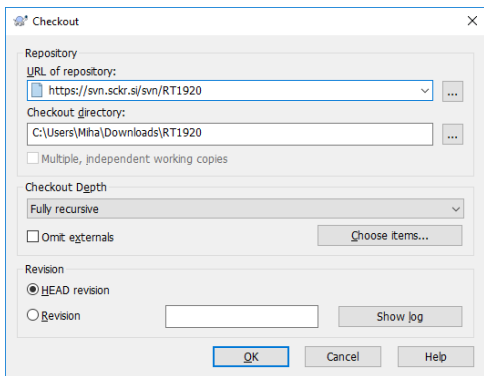 Checkout
Repository
URL of repository:
https://svn.sckr.si/svn/RT1920
...
Checkout directory:
C:\Users\Miha\Downloads\RT1920
...
Multiple, independent working copies
Checkout Depth
Fully recursive
Omit externals
Choose items...
Revision
HEAD revision
Revision
Show log
OK
Cancel
Help